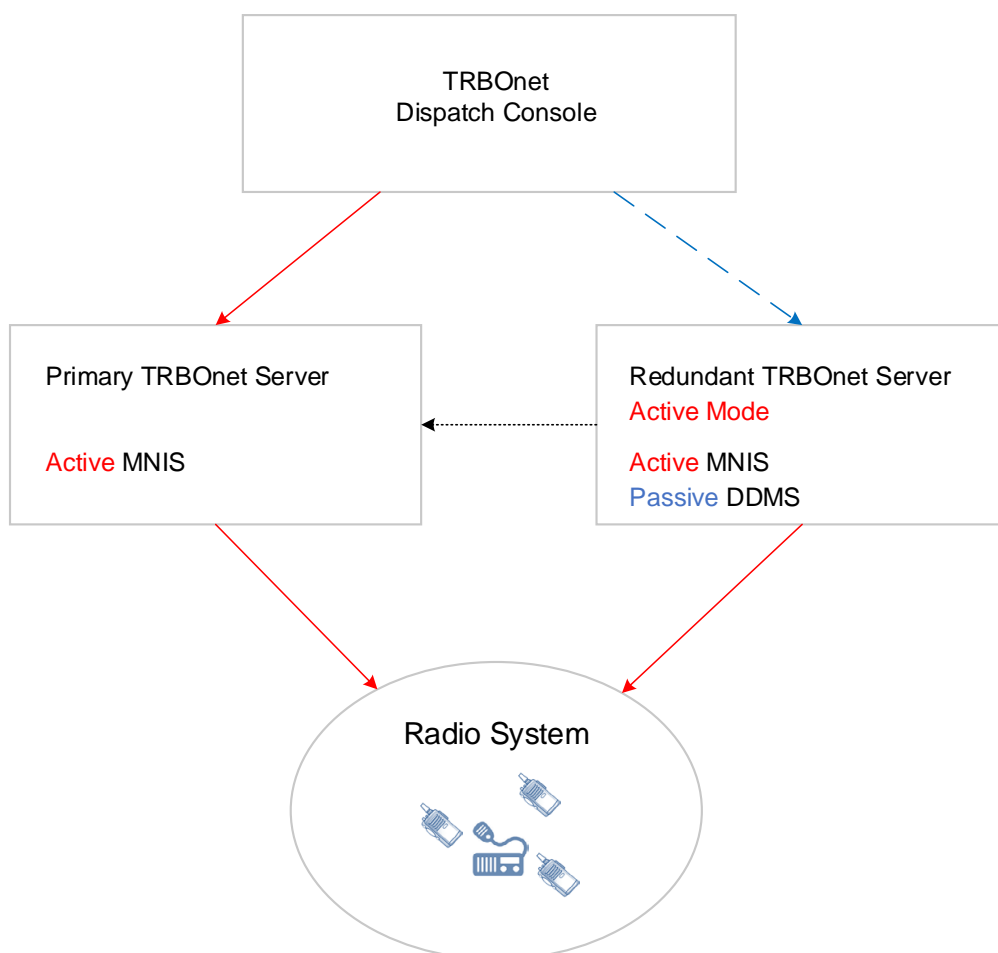 TRBOnet
Dispatch Console
Primary TRBOnet Server
Active MNIS
Redundant TRBOnet Server
Active Mode
Active MNIS
Passive DDMS
Radio System